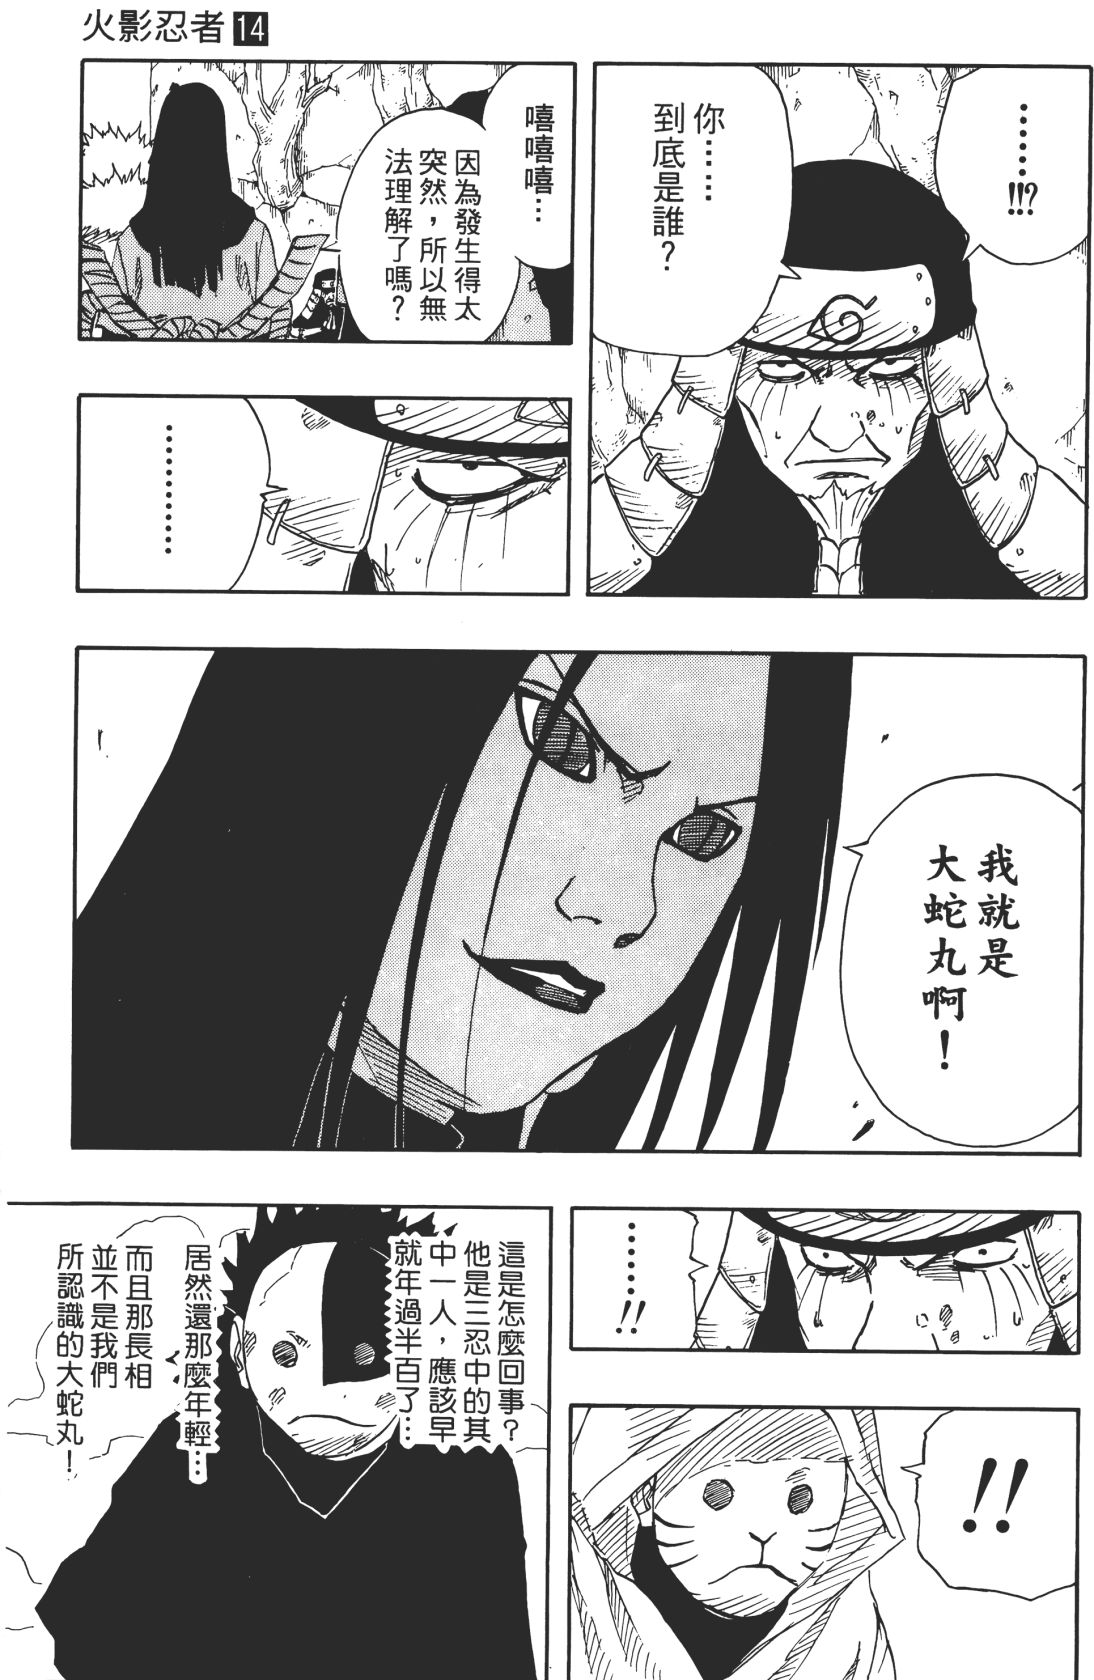 火影忍者14
……!!!?
你……
到底是誰？
嘻嘻嘻…
因為發生得太
突然，所以無
法理解了嗎？
………
我就是
大蛇丸啊！
……!!
!!
這是怎麼回事？
他是三忍中的其
中一人，應該早
就年過半百了…
居然還那麼年輕…
而且那長相
並不是我們
所認識的大蛇丸！